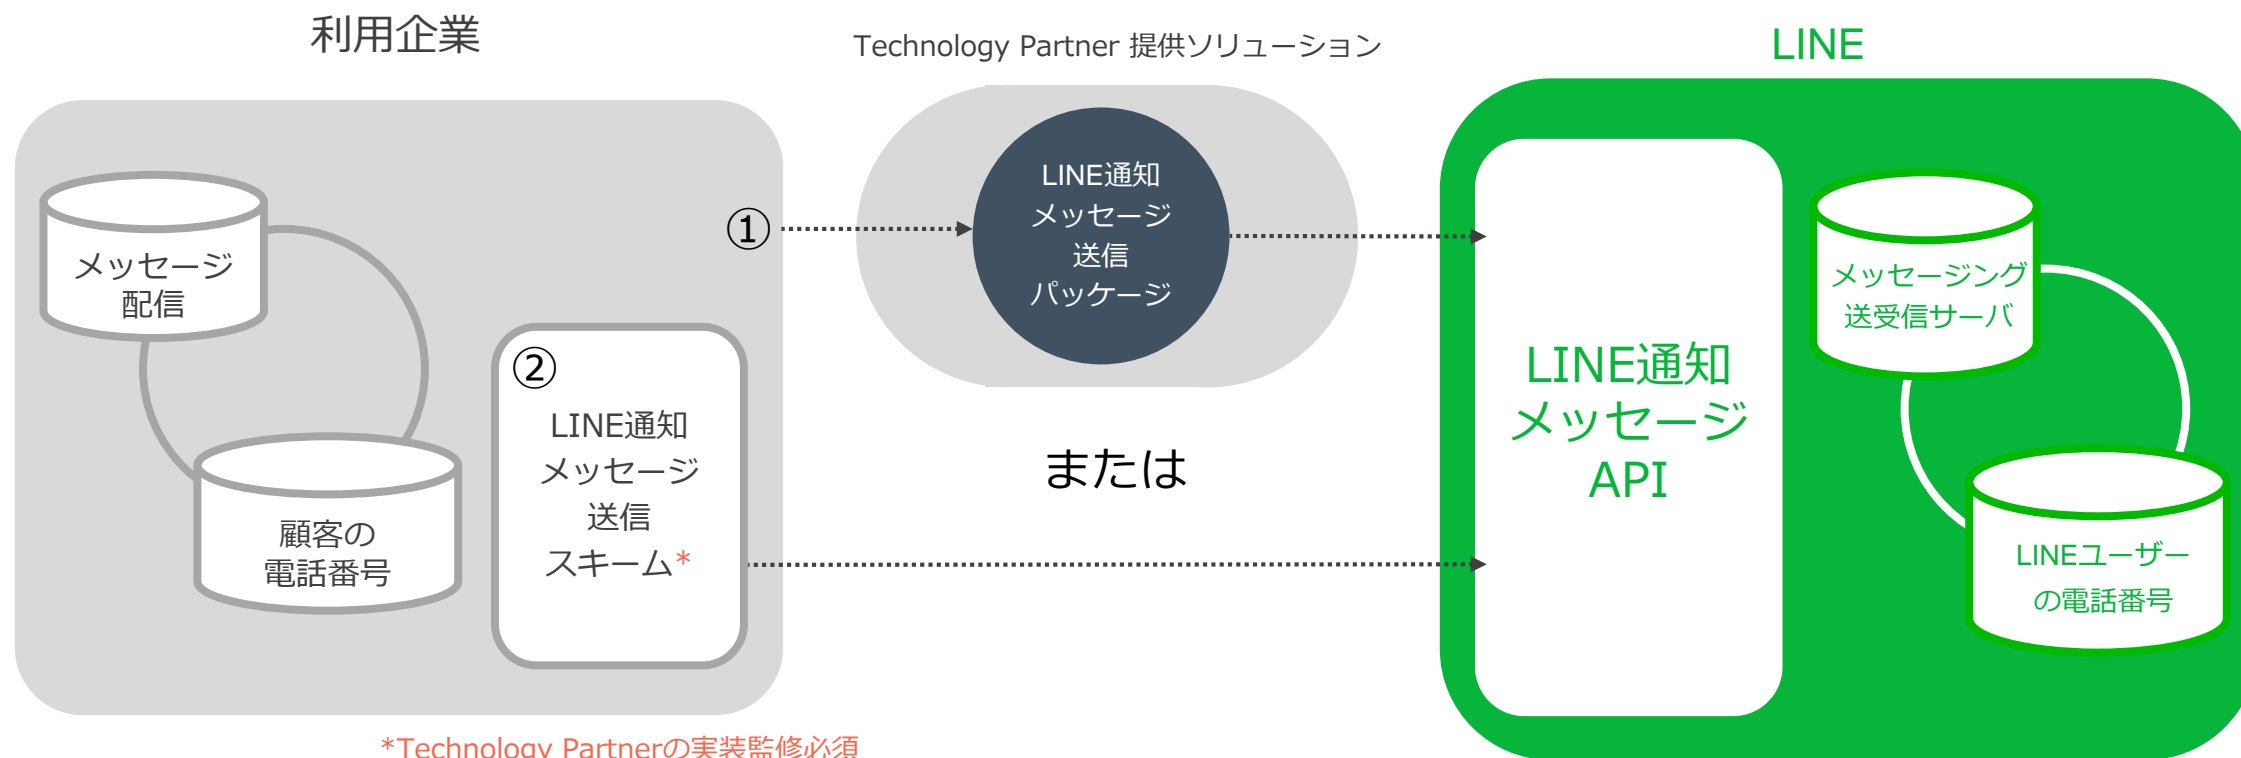 利用企業
Technology Partner 提供ソリューション
LINE
メッセージ
配信
顧客の
電話番号
①
②
LINE通知
メッセージ
送信
スキーム*
LINE通知
メッセージ
送信
パッケージ
または
LINE通知
メッセージ
API
メッセージング
送受信サーバ
LINEユーザー
の電話番号
*Technology Partnerの実装監修必須